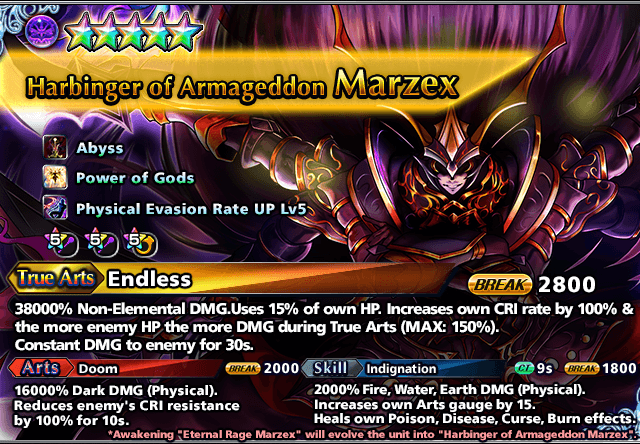 Harbinger of Armageddon Marzex
Abyss
Power of Gods
Physical Evasion Rate UP Lv5
5 5 5
True Arts Endless BREAK 2800
38000% Non-Elemental DMG.Uses 15% of own HP. Increases own CRI rate by 100% &
the more enemy HP the more DMG during True Arts (MAX: 150%).
Constant DMG to enemy for 30s.
Arts Doom BREAK 2000 Skill Indignation CT 9s BREAK 1800
16000% Dark DMG (Physical).
Reduces enemy's CRI resistance
by 100% for 10s.
2000% Fire, Water, Earth DMG (Physical).
Increases own Arts gauge by 15.
Heals own Poison, Disease, Curse, Burn effects.
*Awakening "Eternal Rage Marzex" will evolve the unit into "Harbinger of Armageddon Marzex".